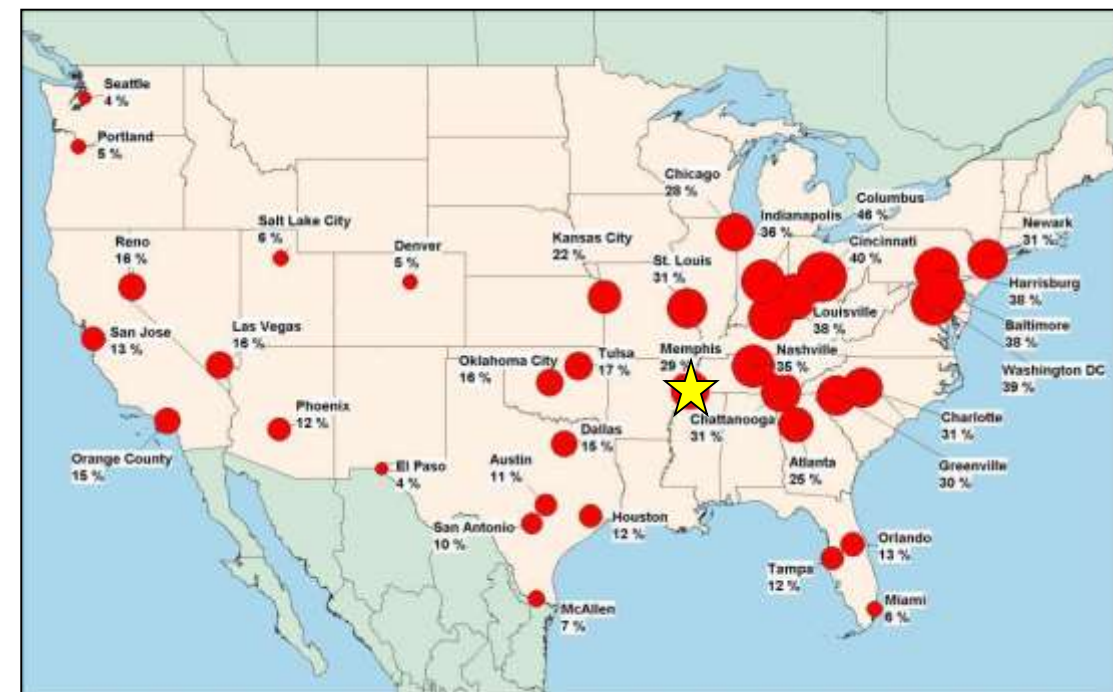 Seattle
4 %
Portland
5 %
Salt Lake City
6 %
Reno
16 %
Denver
5 %
San Jose
13 %
Las Vegas
16 %
Phoenix
12 %
Orange County
15 %
El Paso
4 %
Kansas City
22 %
St. Louis
31 %
Chicago
28 %
Indianapolis
36 %
Columbus
46 %
Cincinnati
40 %
Newark
31 %
Harrisburg
38 %
Baltimore
38 %
Washington DC
39 %
Louisville
38 %
Memphis
29 %
Nashville
35 %
Oklahoma City
16 %
Tulsa
17 %
Chattanooga
31 %
Charlotte
31 %
Greenville
30 %
Atlanta
25 %
Dallas
15 %
Austin
11 %
San Antonio
10 %
Houston
12 %
McAllen
7 %
Orlando
13 %
Tampa
12 %
Miami
6 %